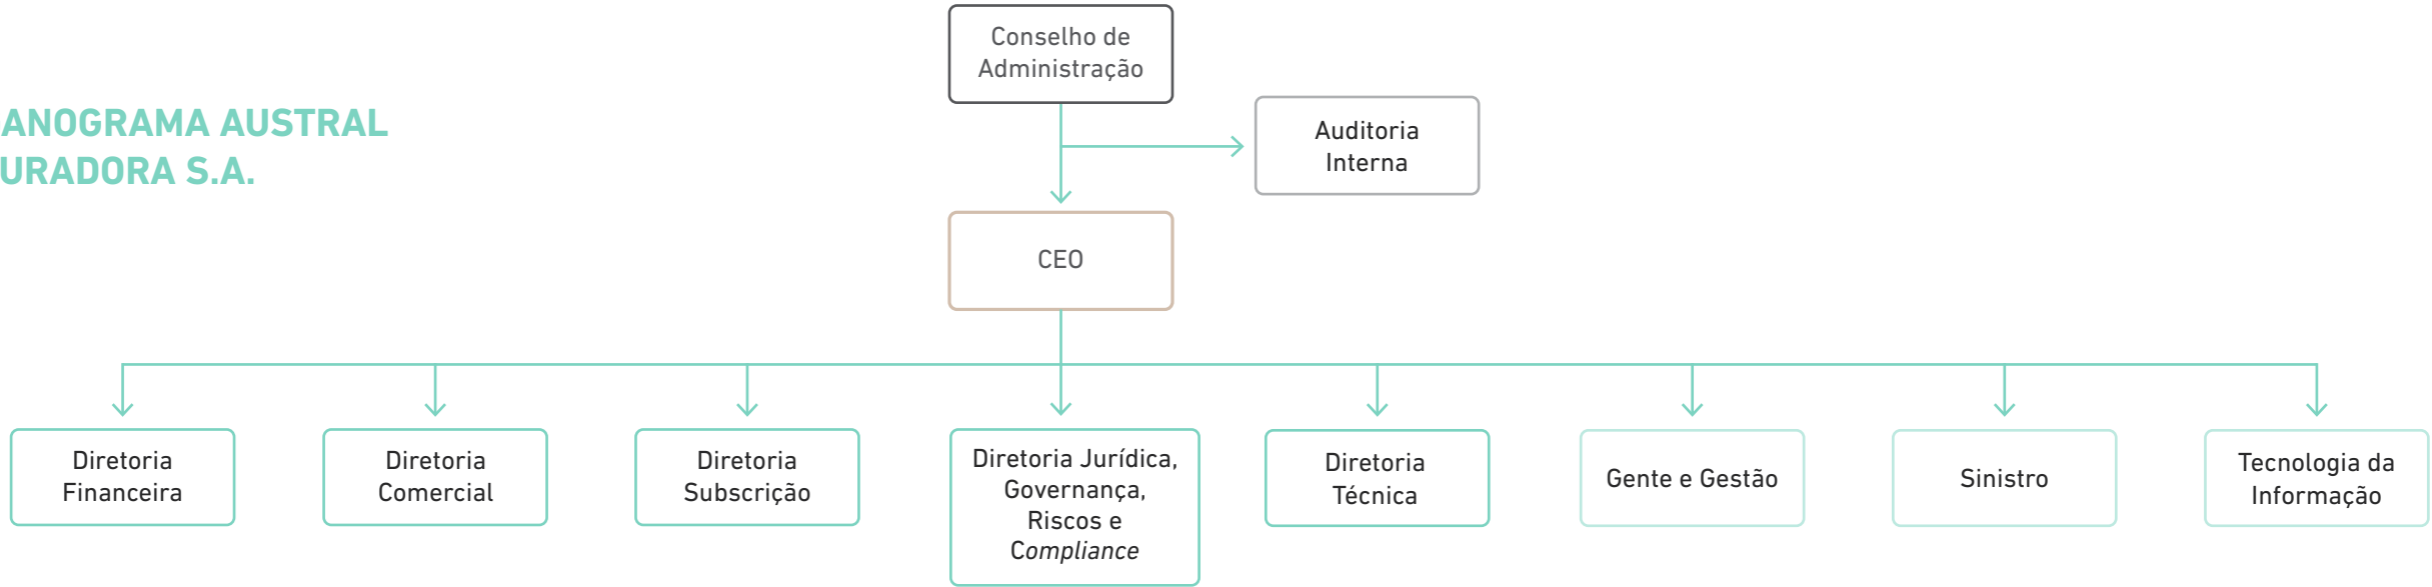 Conselho de
Administração
ANOGRAMA AUSTRAL
URADORA S.A.
Auditoria
Interna
CEO
Diretoria
Financeira
Diretoria
Comercial
Diretoria
Subscrição
Diretoria Jurídica,
Governança,
Riscos e
Compliance
Diretoria
Técnica
Gente e Gestão
Sinistro
Tecnologia da
Informação